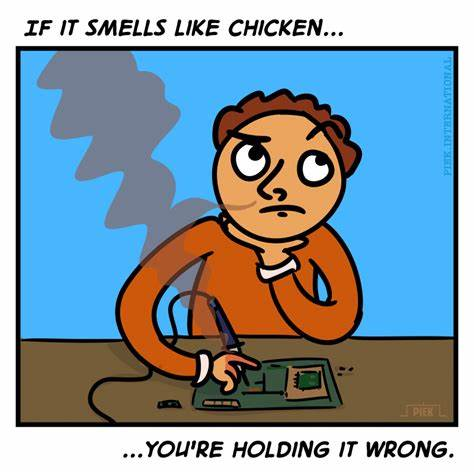 IF IT SMELLS LIKE CHICKEN...
PIEK.INTERNATIONAL
PIEK
...YOU'RE HOLDING IT WRONG.